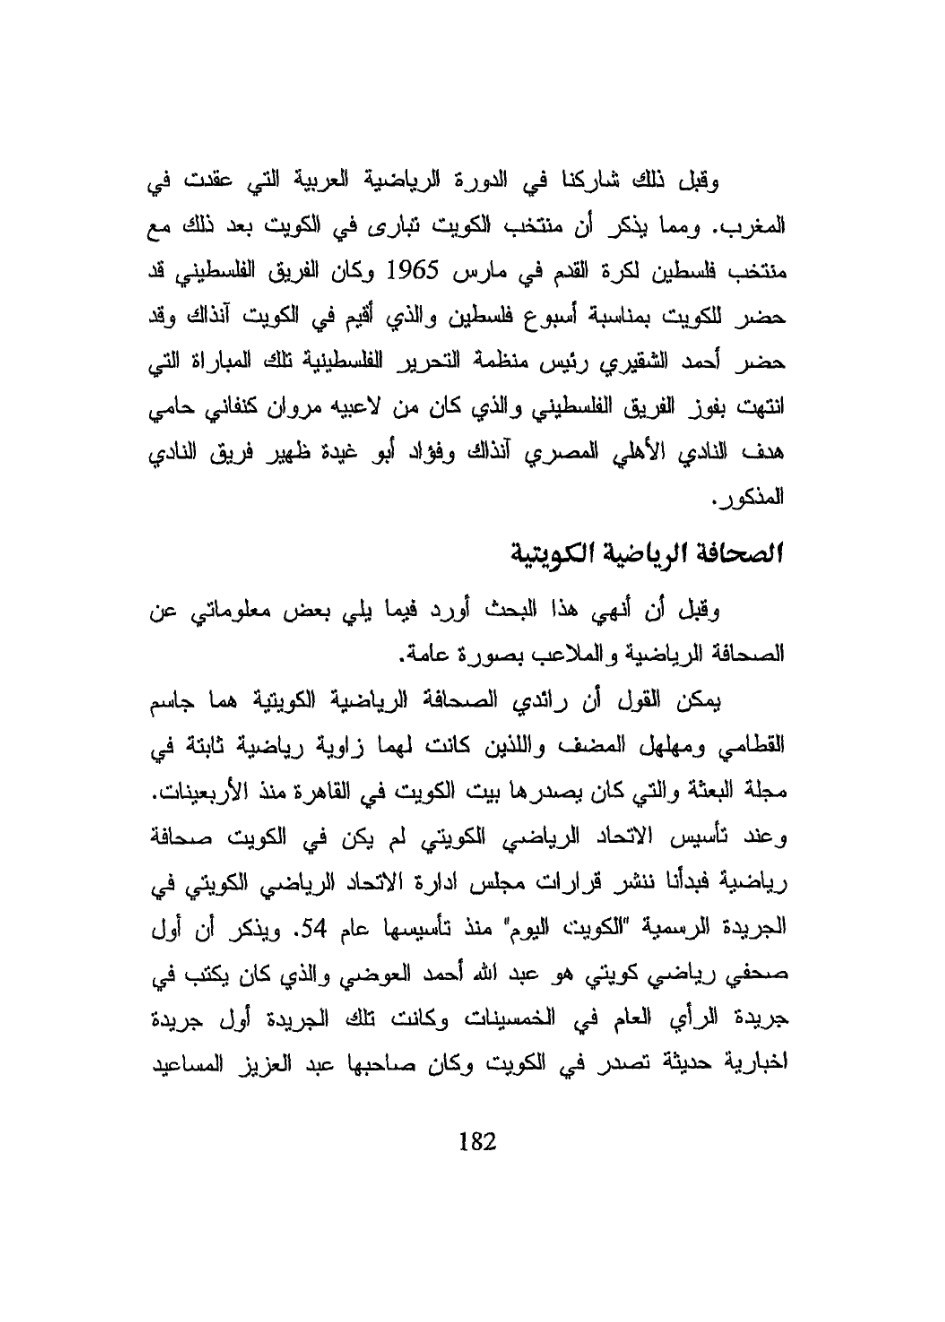 وقبل ذلك شاركنا في الدورة الرياضية العربية التي عقدت في
المغرب. ومما يذكر أن منتخب الكويت تبارى في الكويت بعد ذلك مع
منتخب فلسطين لكرة القدم في مارس 1965 وكان الفريق الفلسطيني قد
حضر للكويت بمناسبة أسبوع فلسطين والذي أقيم في الكويت آنذاك وقد
حضر أحمد الشقيري رئيس منظمة التحرير الفلسطينية تلك المباراة التي
انتهت بفوز الفريق الفلسطيني والذي كان من لاعبيه مروان كنفاني حامي
هدف النادي الأهلي المصري آنذاك وفؤاد أبو غيدة ظهير فريق النادي
المذكور.
الصحافة الرياضية الكويتية
وقبل أن أنهي هذا البحث أورد فيما يلي بعض معلوماتي عن
الصحافة الرياضية والملاعب بصورة عامة.
يمكن القول أن رائدي الصحافة الرياضية الكويتية هما جاسم
القطامي ومهلهل المضف واللذين كانت لهما زاوية رياضية ثابتة في
مجلة البعثة والتي كان يصدرها بيت الكويت في القاهرة منذ الأربعينات.
وعند تأسيس الاتحاد الرياضي الكويتي لم يكن في الكويت صحافة
رياضية فبدأنا ننشر قرارات مجلس ادارة الاتحاد الرياضي الكويتي في
الجريدة الرسمية "الكويت اليوم" منذ تأسيسها عام 54. ويذكر أن أول
صحفي رياضي كويتي هو عبد الله أحمد العوضي والذي كان يكتب في
جريدة الرأي العام في الخمسينات وكانت تلك الجريدة أول جريدة
اخبارية حديثة تصدر في الكويت وكان صاحبها عبد العزيز المساعيد
182